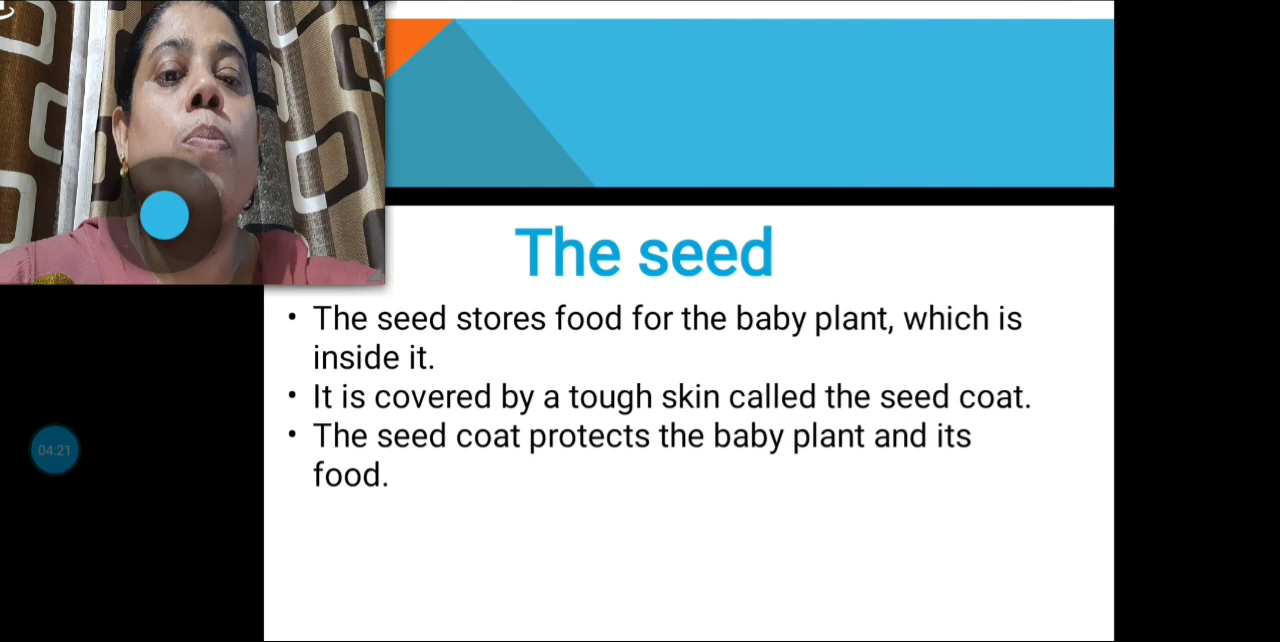 The seed
• The seed stores food for the baby plant, which is
inside it.
• It is covered by a tough skin called the seed coat.
• The seed coat protects the baby plant and its
food.
04:21